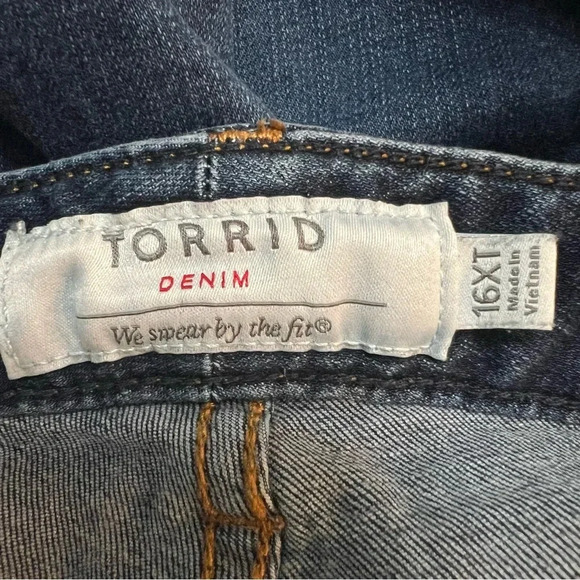 TORRID
DENIM
We swear by the fit®
16XT
Made in
Vietnam